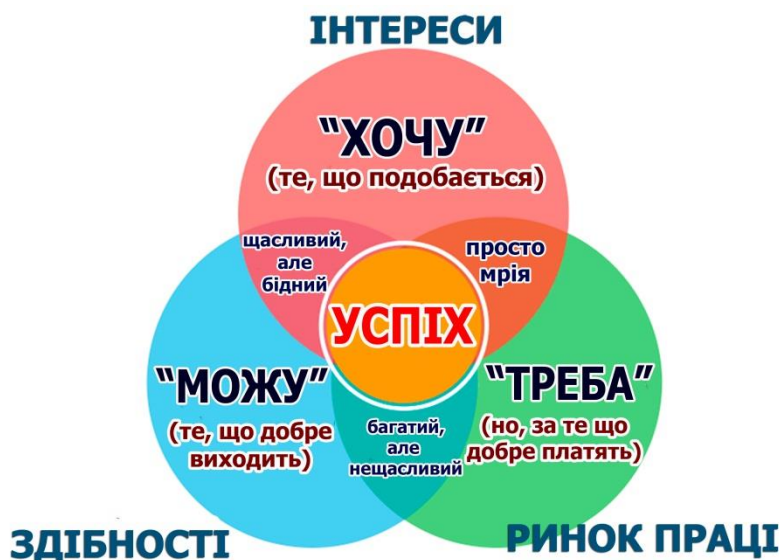 ІНТЕРЕСИ
"ХОЧУ"
(те, що подобається)
щасливий,
але
бідний
просто
мрія
УСПІХ
"МОЖУ"
(те, що добре
виходить)
багатий,
але
нещасливий
"ТРЕБА"
(но, за те що
добре платять)
ЗДІБНОСТІ
РИНОК ПРАЦІ